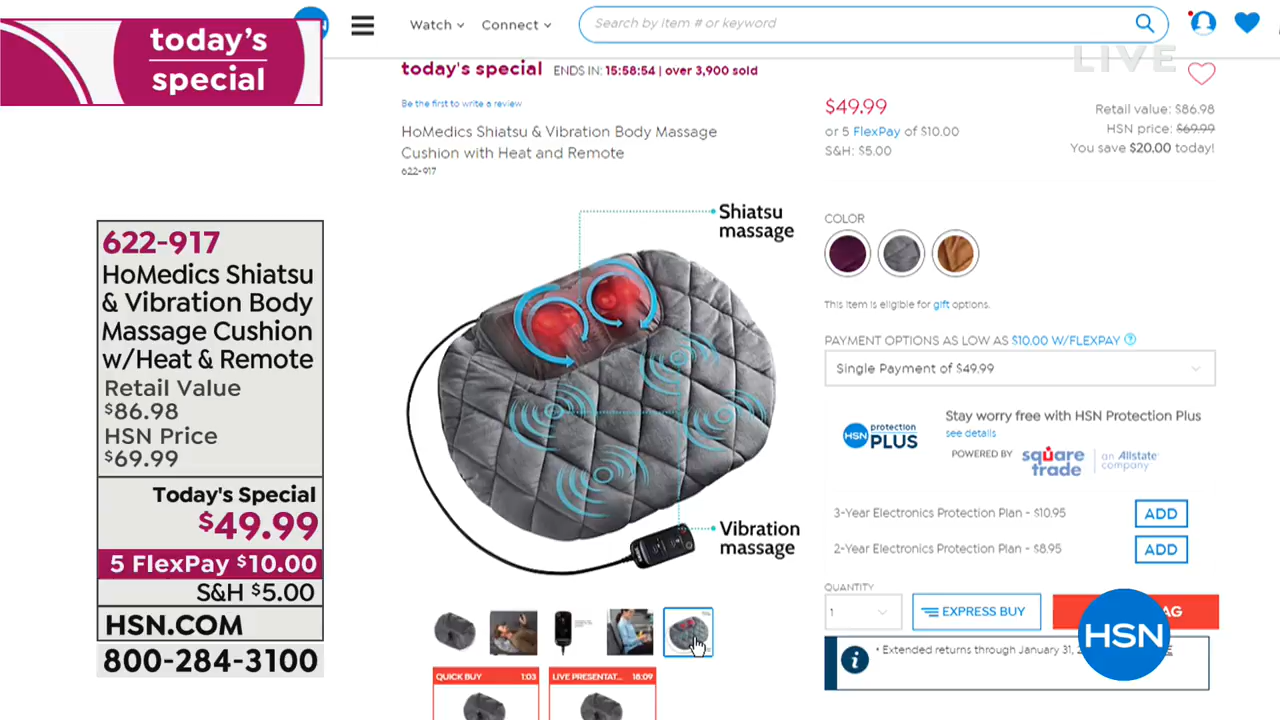 today's
special
Watch
Connect
Search by item # or keyword
LIVE
today's special ENDS IN: 15:58:54 | over 3,900 sold
Be the first to write a review
HoMedics Shiatsu & Vibration Body Massage
Cushion with Heat and Remote
622-917
$49.99
or 5 FlexPay of $10.00
S&H: $5.00
Retail value: $86.98
HSN price: $69.99
You save $20.00 today!
622-917
HoMedics Shiatsu
& Vibration Body
Massage Cushion
w/Heat & Remote
Retail Value
$86.98
HSN Price
$69.99
Today's Special
$49.99
5 FlexPay $10.00
S&H $5.00
HSN.COM
800-284-3100
Shiatsu
massage
Vibration
massage
COLOR
This item is eligible for gift options.
PAYMENT OPTIONS AS LOW AS $10.00 W/FLEXPAY
Single Payment of $49.99
HSN protection
PLUS
Stay worry free with HSN Protection Plus
see details
POWERED BY
square
trade
an Allstate
company
3-Year Electronics Protection Plan - $10.95
ADD
2-Year Electronics Protection Plan - $8.95
ADD
QUANTITY
1
EXPRESS BUY
AG
HSN
• Extended returns through January 31,
QUICK BUY 1:03
LIVE PRESENTAT... 18:09